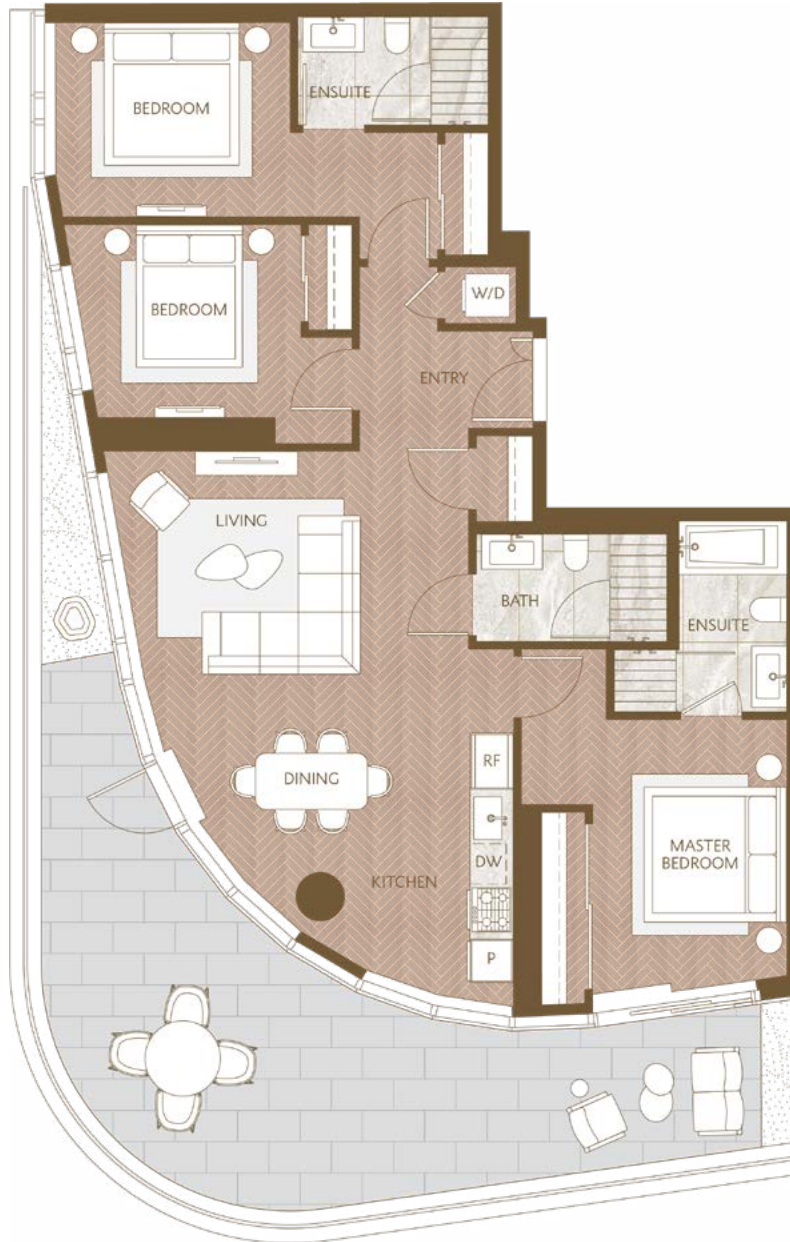 ENSUITE
BEDROOM
BEDROOM
W/D
ENTRY
LIVING
BATH
ENSUITE
RF
DINING
MASTER
BEDROOM
DW
KITCHEN
P